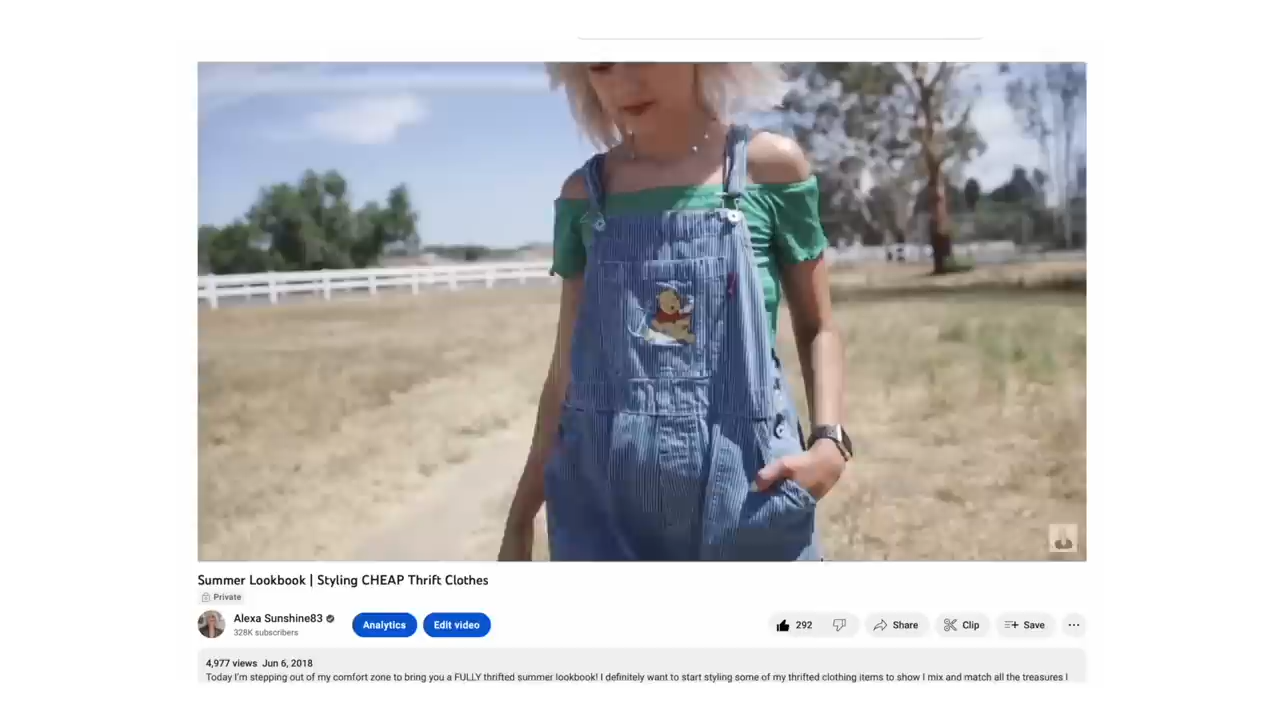 Summer Lookbook | Styling CHEAP Thrift Clothes
Private
Alexa Sunshine83
328K subscribers
Analytics
Edit video
292
Share
Clip
Save
4,977 views Jun 6, 2018
Today I'm stepping out of my comfort zone to bring you a FULLY thrifted summer lookbook! I definitely want to start styling some of my thrifted clothing items to show I mix and match all the treasures I